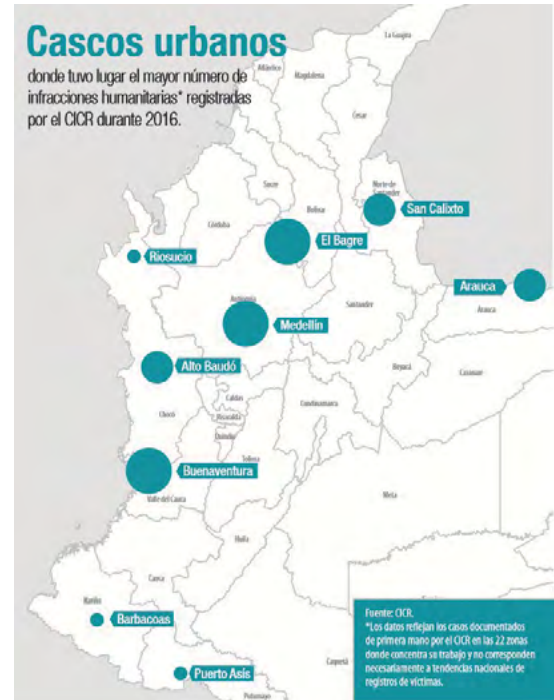 Cascos urbanos
donde tuvo lugar el mayor número de
infracciones humanitarias* registradas
por el CICR durante 2016.
La Guajira
Atlántico
Magdalena
Cesar
Sucre
Norte de
Santander
San Calixto
Bolívar
Córdoba
El Bagre
Riosucio
Arauca
Antioquia
Santander
Arauca
Medellín
Alto Baudó
Boyacá
Casanare
Caldas
Cundinamarca
Chocó
Risaralda
Quindío
Tolima
Buenaventura
Valle del Cauca
Meta
Huila
Cauca
Nariño
Barbacoas
Caquetá
Puerto Asís
Putumayo
Fuente: CICR.
*Los datos reflejan los casos documentados
de primera mano por el CICR en las 22 zonas
donde concentra su trabajo y no corresponden
necesariamente a tendencias nacionales de
registros de víctimas.